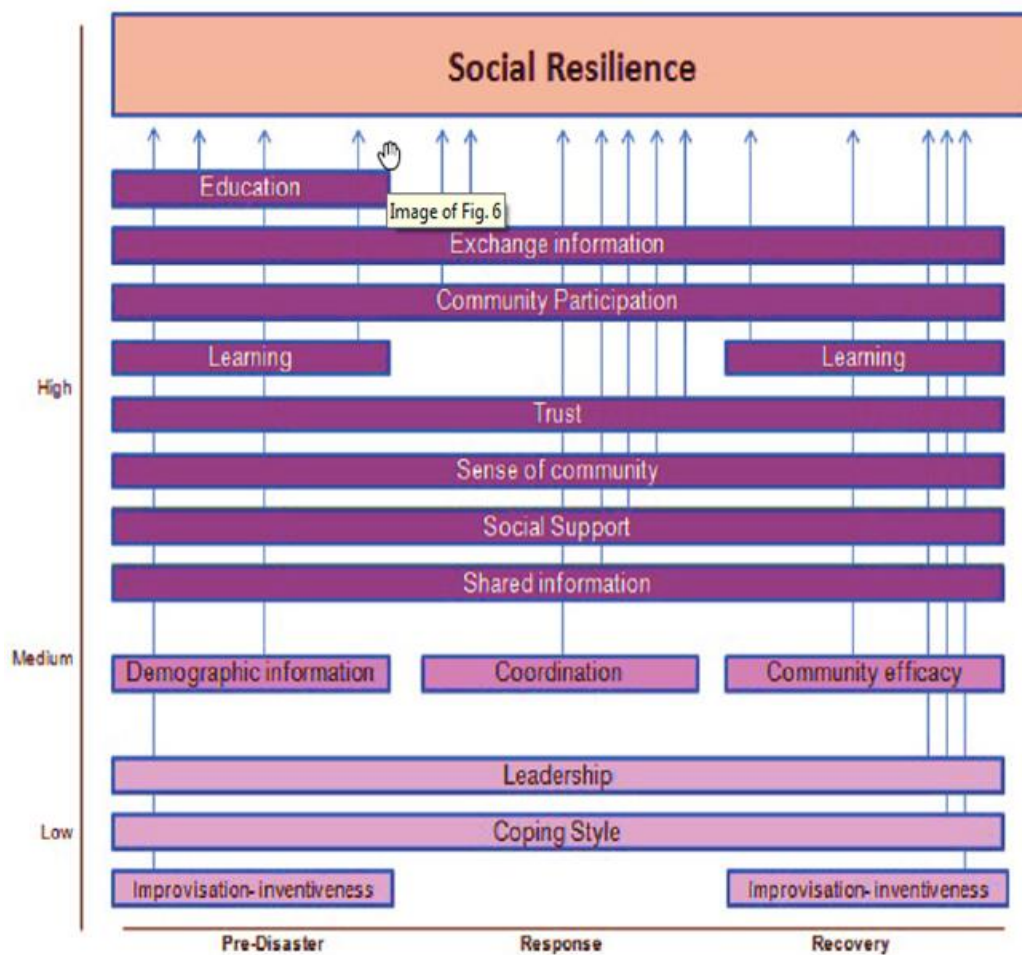 Social Resilience
Education
Image of Fig. 6
Exchange information
Community Participation
Learning
Learning
High
Trust
Sense of community
Social Support
Shared information
Medium
Demographic information
Coordination
Community efficacy
Leadership
Low
Coping Style
Improvisation- inventiveness
Improvisation- inventiveness
Pre-Disaster
Response
Recovery